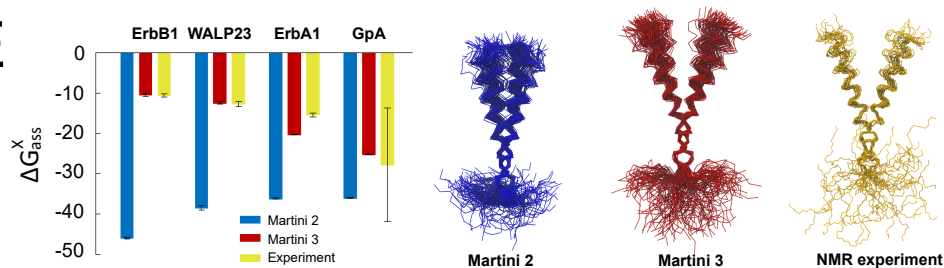 ErbB1 WALP23 ErbA1 GpA
0
-10
-20
-30
-40
-50
ΔG^X_ass
Martini 2
Martini 3
Experiment
Martini 2
Martini 3
NMR experiment